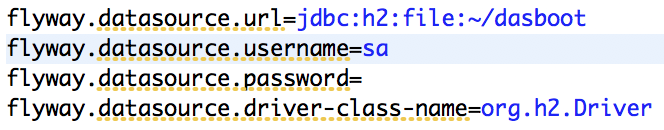 flyway.datasource.url=jdbc:h2:file:~/dasboot
flyway.datasource.username=sa
flyway.datasource.password=
flyway.datasource.driver-class-name=org.h2.Driver